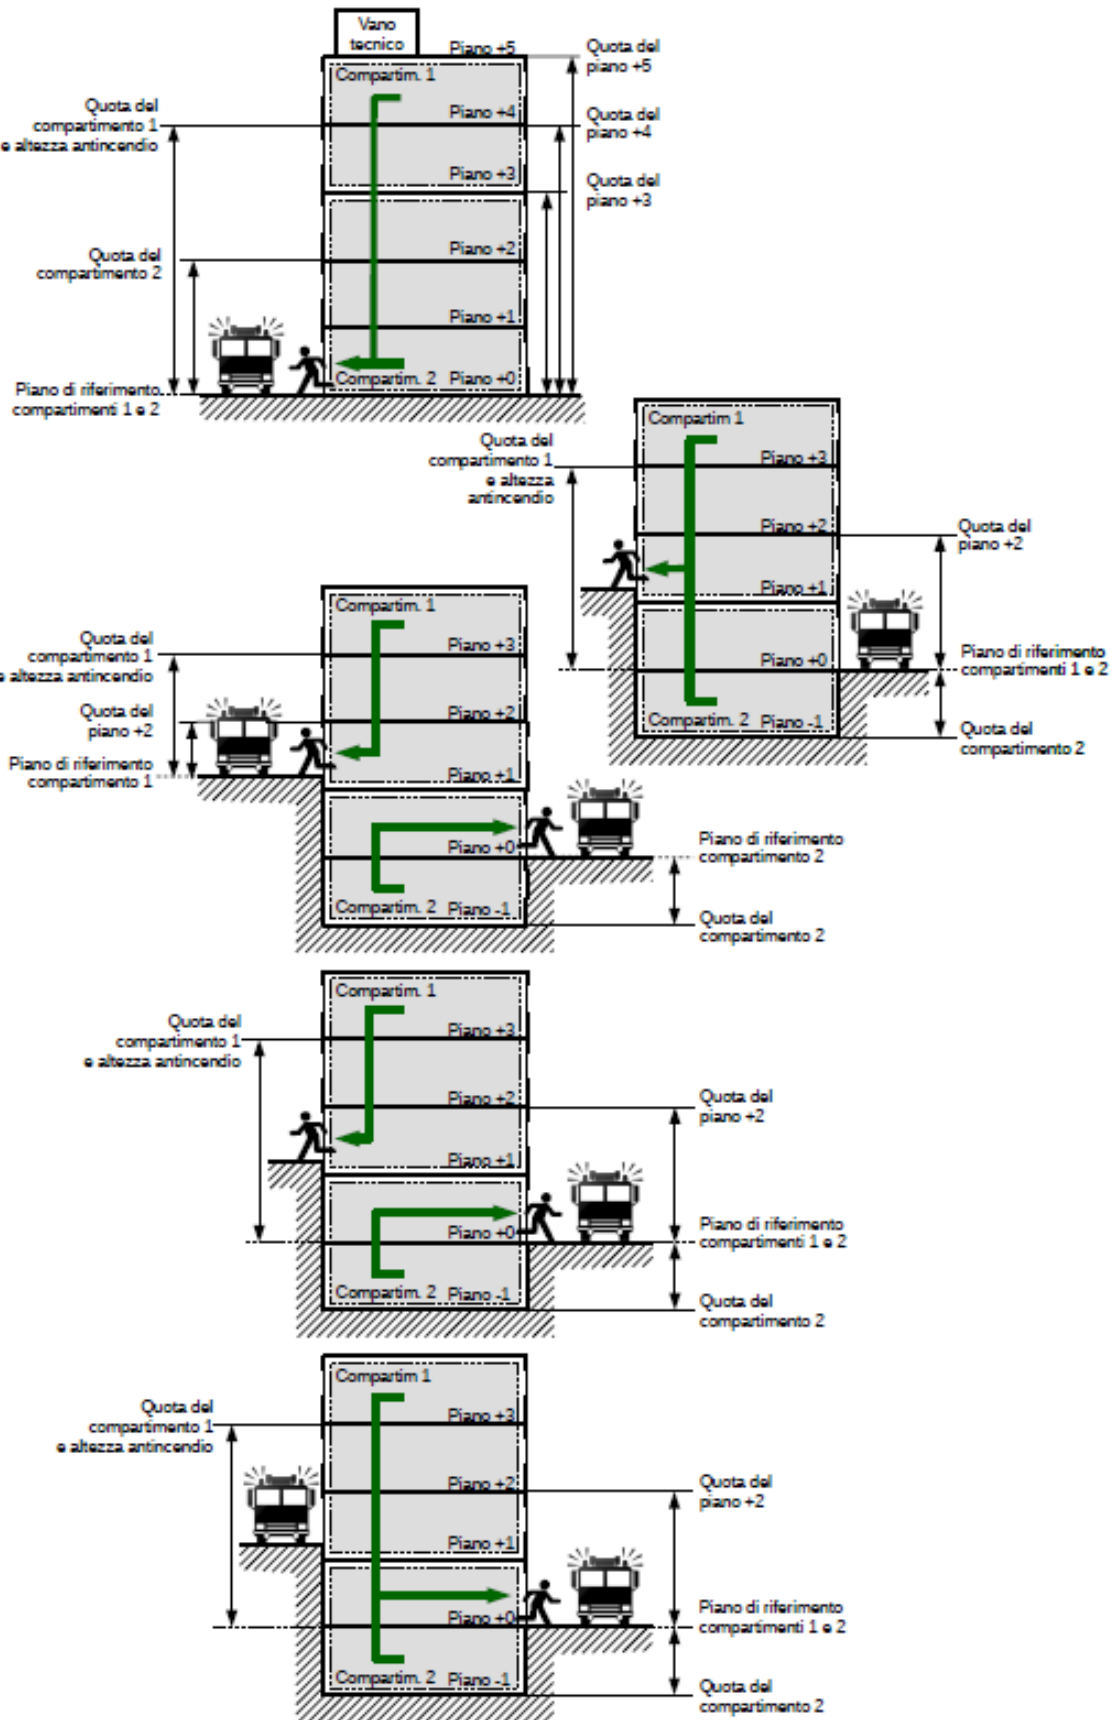 Vano
tecnico
Piano +5
Quota del
piano +5
Compartim. 1
Quota del
compartimento 1
e altezza antincendio
Piano +4
Quota del
piano +4
Piano +3
Quota del
piano +3
Quota del
compartimento 2
Piano +2
Piano +1
Piano di riferimento
compartimenti 1 e 2
Compartim. 2 Piano +0
Compartim 1
Quota del
compartimento 1
e altezza
antincendio
Piano +3
Piano +2
Quota del
piano +2
Piano +1
Piano +0
Piano di riferimento
compartimenti 1 e 2
Compartim. 2 Piano -1
Quota del
compartimento 2
Compartim. 1
Quota del
compartimento 1
e altezza antincendio
Piano +3
Quota del
piano +2
Piano +2
Piano di riferimento
compartimento 1
Piano +1
Piano +0
Piano di riferimento
compartimento 2
Compartim. 2 Piano -1
Quota del
compartimento 2
Compartim. 1
Quota del
compartimento 1
e altezza antincendio
Piano +3
Piano +2
Quota del
piano +2
Piano +1
Piano +0
Piano di riferimento
compartimenti 1 e 2
Compartim. 2 Piano -1
Quota del
compartimento 2
Compartim 1
Quota del
compartimento 1
e altezza antincendio
Piano +3
Piano +2
Quota del
piano +2
Piano +1
Piano +0
Piano di riferimento
compartimenti 1 e 2
Compartim. 2 Piano -1
Quota del
compartimento 2